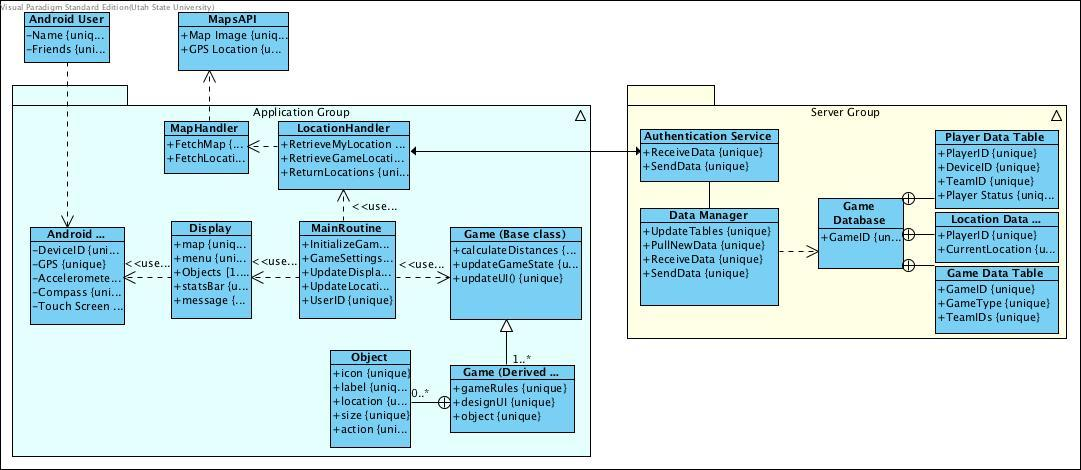 Visual Paradigm Standard Edition(Utah State University)
Android User
-Name {uniq...
-Friends {uni...
MapsAPI
+Map Image {uniq...
+GPS Location {u...
Application Group
MapHandler
+FetchMap {...
+FetchLocati...
LocationHandler
+RetrieveMyLocation ...
+RetrieveGameLocati...
+ReturnLocations {uni...
<<use...
Android ...
-DeviceID {un...
-GPS {unique}
-Acceleromete...
-Compass {uni...
-Touch Screen ...
<<use...
Display
+map {uniq...
+menu {uni...
+Objects [1...
+statsBar {u...
+message {...
<<use...
MainRoutine
+InitializeGam...
+GameSettings...
+UpdateDispla...
+UpdateLocati...
+UserID {unique}
<<use...
Game (Base class)
+calculateDistances {...
+updateGameState {u...
+updateUI() {unique}
1..*
Object
+icon {unique}
+label {uniq...
+location {u...
+size {unique}
+action {uni...
0..*
Game (Derived ...
+gameRules {unique}
+designUI {unique}
+object {unique}
Server Group
Authentication Service
+ReceiveData {unique}
+SendData {unique}
Data Manager
+UpdateTables {unique}
+PullNewData {unique}
+ReceiveData {unique}
+SendData {unique}
Game
Database
+GameID {un...
Player Data Table
+PlayerID {unique}
+DeviceID {unique}
+TeamID {unique}
+Player Status {uniq...
Location Data ...
+PlayerID {unique}
+CurrentLocation {u...
Game Data Table
+GameID {unique}
+GameType {unique}
+TeamIDs {unique}